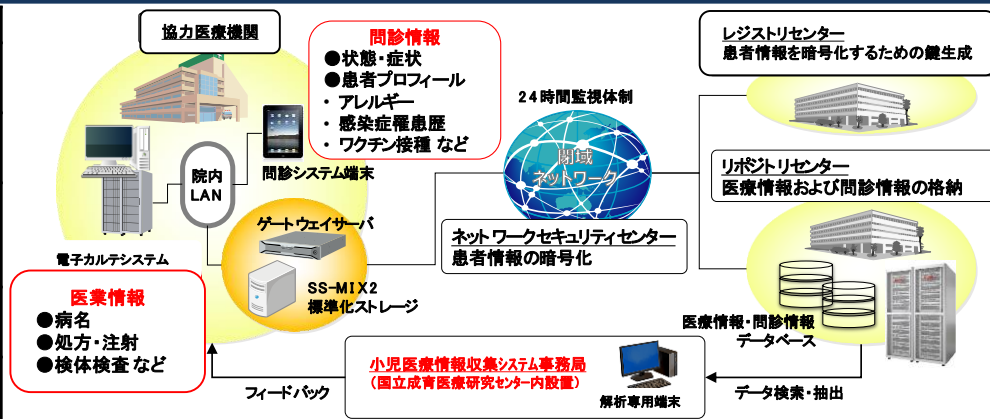 協力医療機関
問診情報
●状態・症状
●患者プロフィール
・ アレルギー
・ 感染症罹患歴
・ ワクチン接種 など
問診システム端末
院内
LAN
電子カルテシステム
ゲートウェイサーバ
SS-MIX2
標準化ストレージ
医業情報
●病名
●処方・注射
●検体検査 など
24時間監視体制
閉域
ネットワーク
ネットワークセキュリティセンター
患者情報の暗号化
レジストリセンター
患者情報を暗号化するための鍵生成
リポジトリセンター
医療情報および問診情報の格納
医療情報・問診情報
データベース
データ検索・抽出
小児医療情報収集システム事務局
(国立成育医療研究センター内設置)
解析専用端末
フィードバック